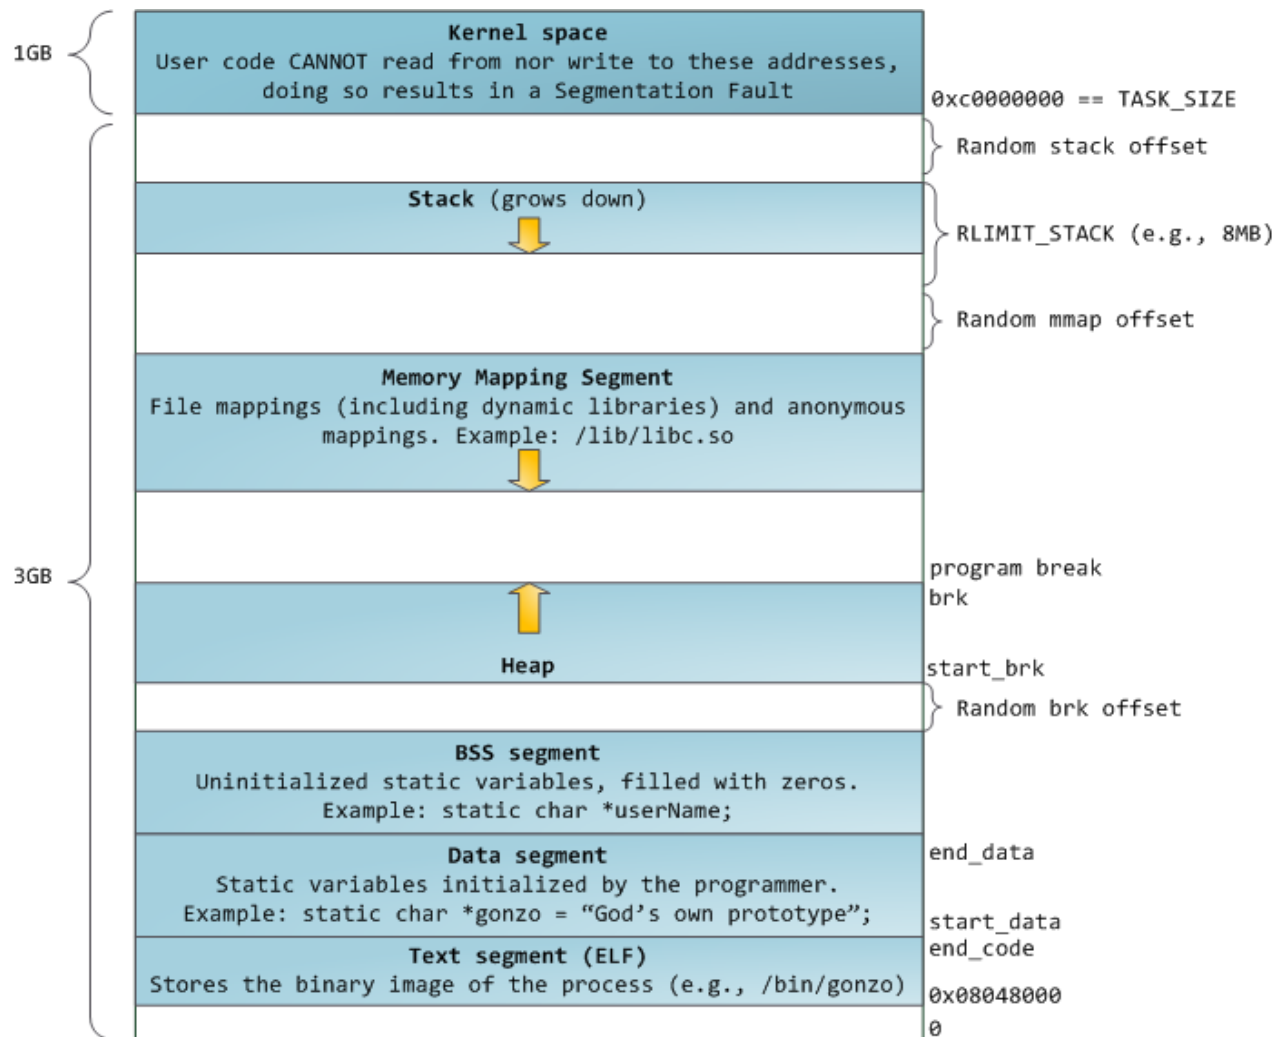 1GB
Kernel space
User code CANNOT read from nor write to these addresses,
doing so results in a Segmentation Fault
0xc0000000 == TASK_SIZE
Random stack offset
Stack (grows down)
RLIMIT_STACK (e.g., 8MB)
Random mmap offset
Memory Mapping Segment
File mappings (including dynamic libraries) and anonymous
mappings. Example: /lib/libc.so
3GB
program break
brk
Heap
start_brk
Random brk offset
BSS segment
Uninitialized static variables, filled with zeros.
Example: static char *userName;
Data segment
Static variables initialized by the programmer.
Example: static char *gonzo = “God’s own prototype”;
end_data
start_data
Text segment (ELF)
Stores the binary image of the process (e.g., /bin/gonzo)
end_code
0x08048000
0